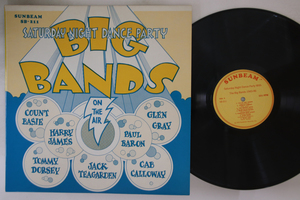 SUNBEAM
SB-211
SATURDAY NIGHT DANCE PARTY
BIG
BANDS
ON
THE
AIR
COUNT
BASIE
GLEN
GRAY
HARRY
JAMES
PAUL
BARON
TOMMY
DORSEY
JACK
TEAGARDEN
CAB
CALLOWAY
SUNBEAM